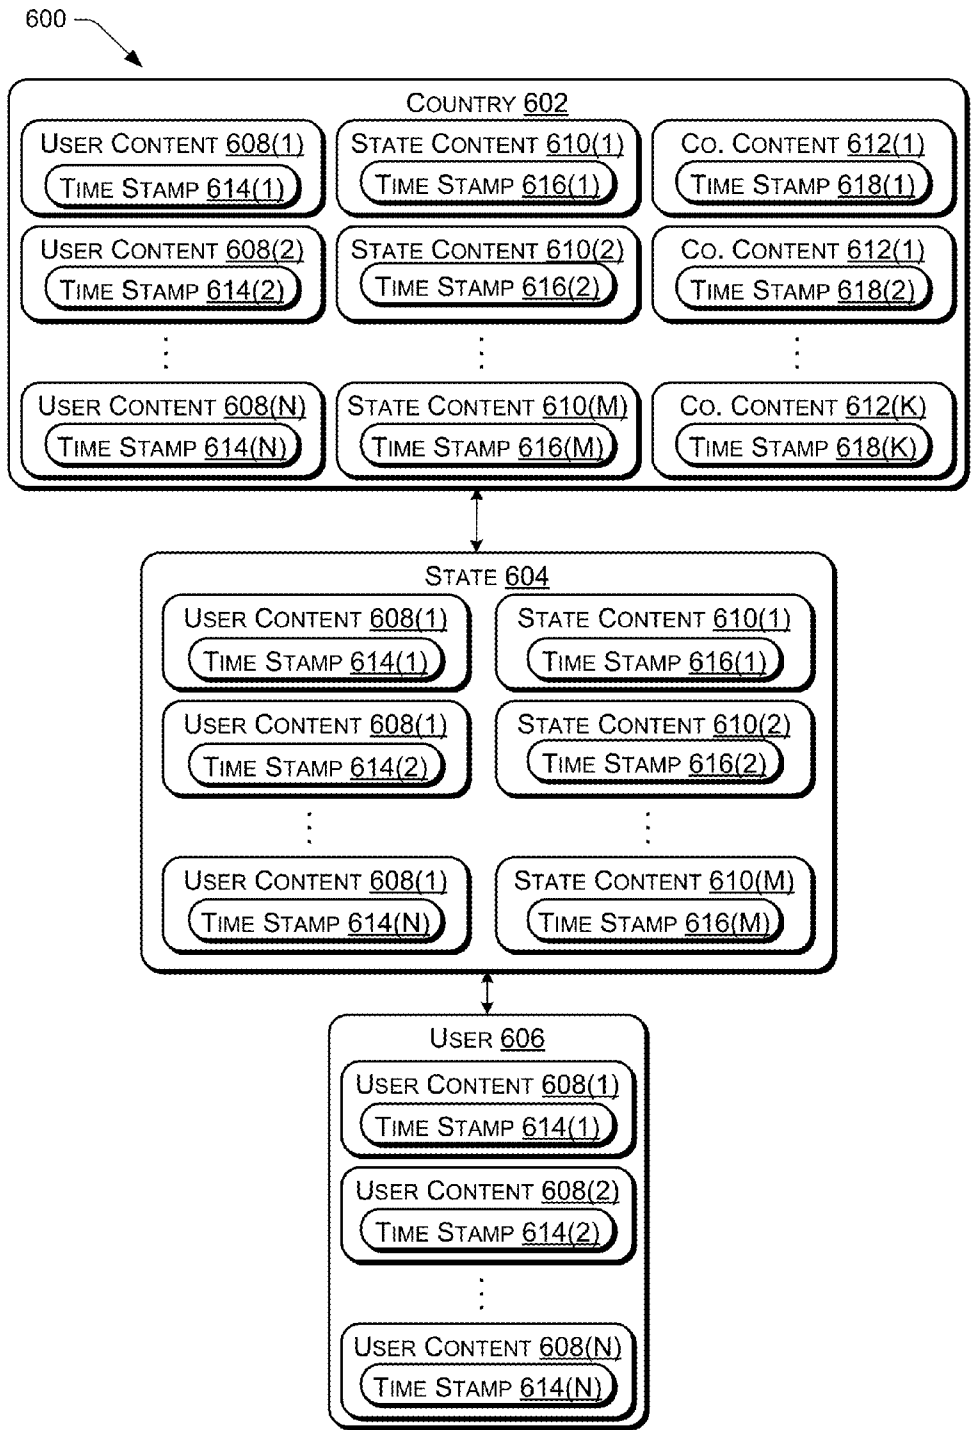 600
COUNTRY 602
USER CONTENT 608(1) STATE CONTENT 610(1) CO. CONTENT 612(1)
TIME STAMP 614(1) TIME STAMP 616(1) TIME STAMP 618(1)
USER CONTENT 608(2) STATE CONTENT 610(2) CO. CONTENT 612(1)
TIME STAMP 614(2) TIME STAMP 616(2) TIME STAMP 618(2)
USER CONTENT 608(N) STATE CONTENT 610(M) CO. CONTENT 612(K)
TIME STAMP 614(N) TIME STAMP 616(M) TIME STAMP 618(K)
STATE 604
USER CONTENT 608(1) STATE CONTENT 610(1)
TIME STAMP 614(1) TIME STAMP 616(1)
USER CONTENT 608(1) STATE CONTENT 610(2)
TIME STAMP 614(2) TIME STAMP 616(2)
USER CONTENT 608(1) STATE CONTENT 610(M)
TIME STAMP 614(N) TIME STAMP 616(M)
USER 606
USER CONTENT 608(1)
TIME STAMP 614(1)
USER CONTENT 608(2)
TIME STAMP 614(2)
USER CONTENT 608(N)
TIME STAMP 614(N)